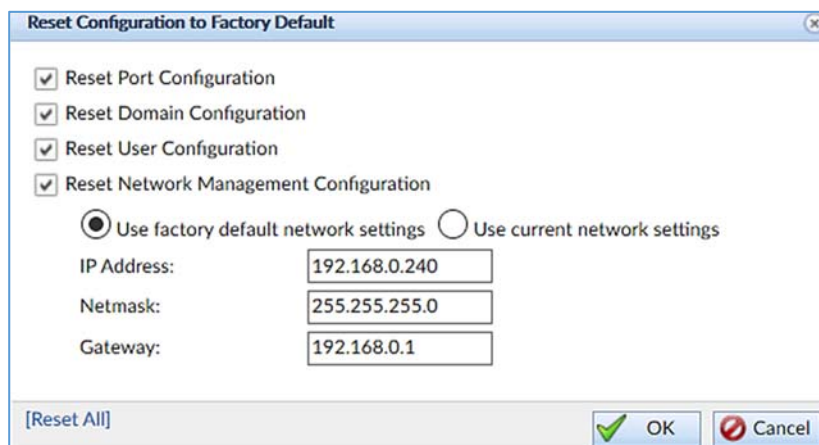 Reset Configuration to Factory Default
Reset Port Configuration
Reset Domain Configuration
Reset User Configuration
Reset Network Management Configuration
Use factory default network settings Use current network settings
IP Address: 192.168.0.240
Netmask: 255.255.255.0
Gateway: 192.168.0.1
[Reset All] OK Cancel